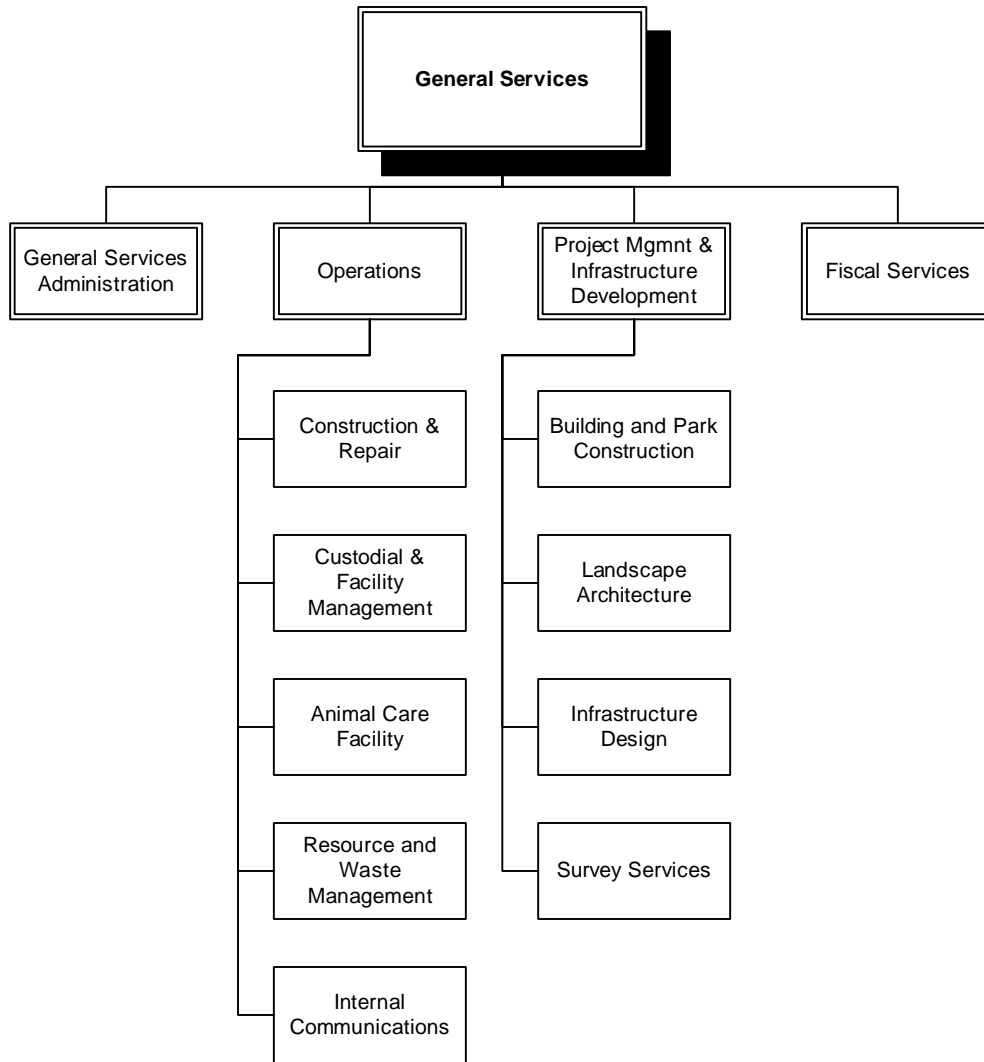 General Services
General Services
Administration
Operations
Project Mgmnt &
Infrastructure
Development
Fiscal Services
Construction &
Repair
Custodial &
Facility
Management
Animal Care
Facility
Resource and
Waste
Management
Internal
Communications
Building and Park
Construction
Landscape
Architecture
Infrastructure
Design
Survey Services